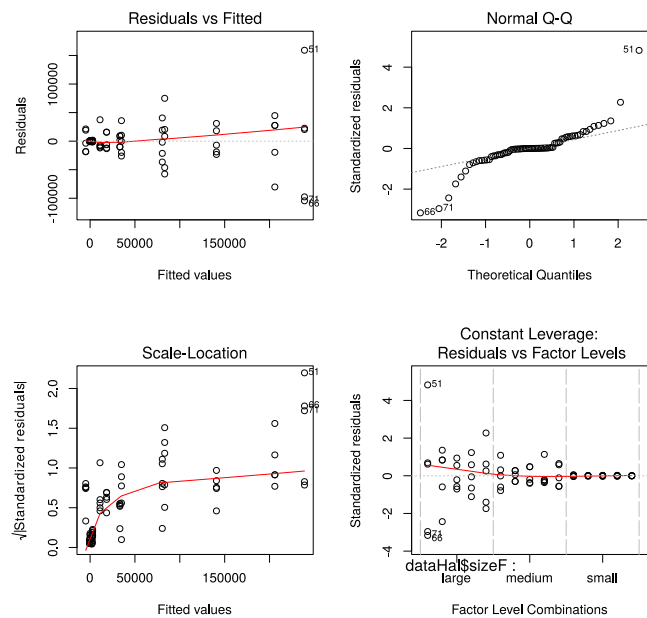 Residuals vs Fitted
Residuals
100000
0
-100000
51
71
66
0
50000
150000
Fitted values
Normal Q-Q
Standardized residuals
4
2
0
-2
51
71
66
-2
-1
0
1
2
Theoretical Quantiles
Scale-Location
√|Standardized residuals|
2.0
1.5
1.0
0.5
0.0
51
66
71
0
50000
150000
Fitted values
Constant Leverage:
Residuals vs Factor Levels
Standardized residuals
4
2
0
-2
-4
51
71
66
dataHal$sizeF :
large
medium
small
Factor Level Combinations